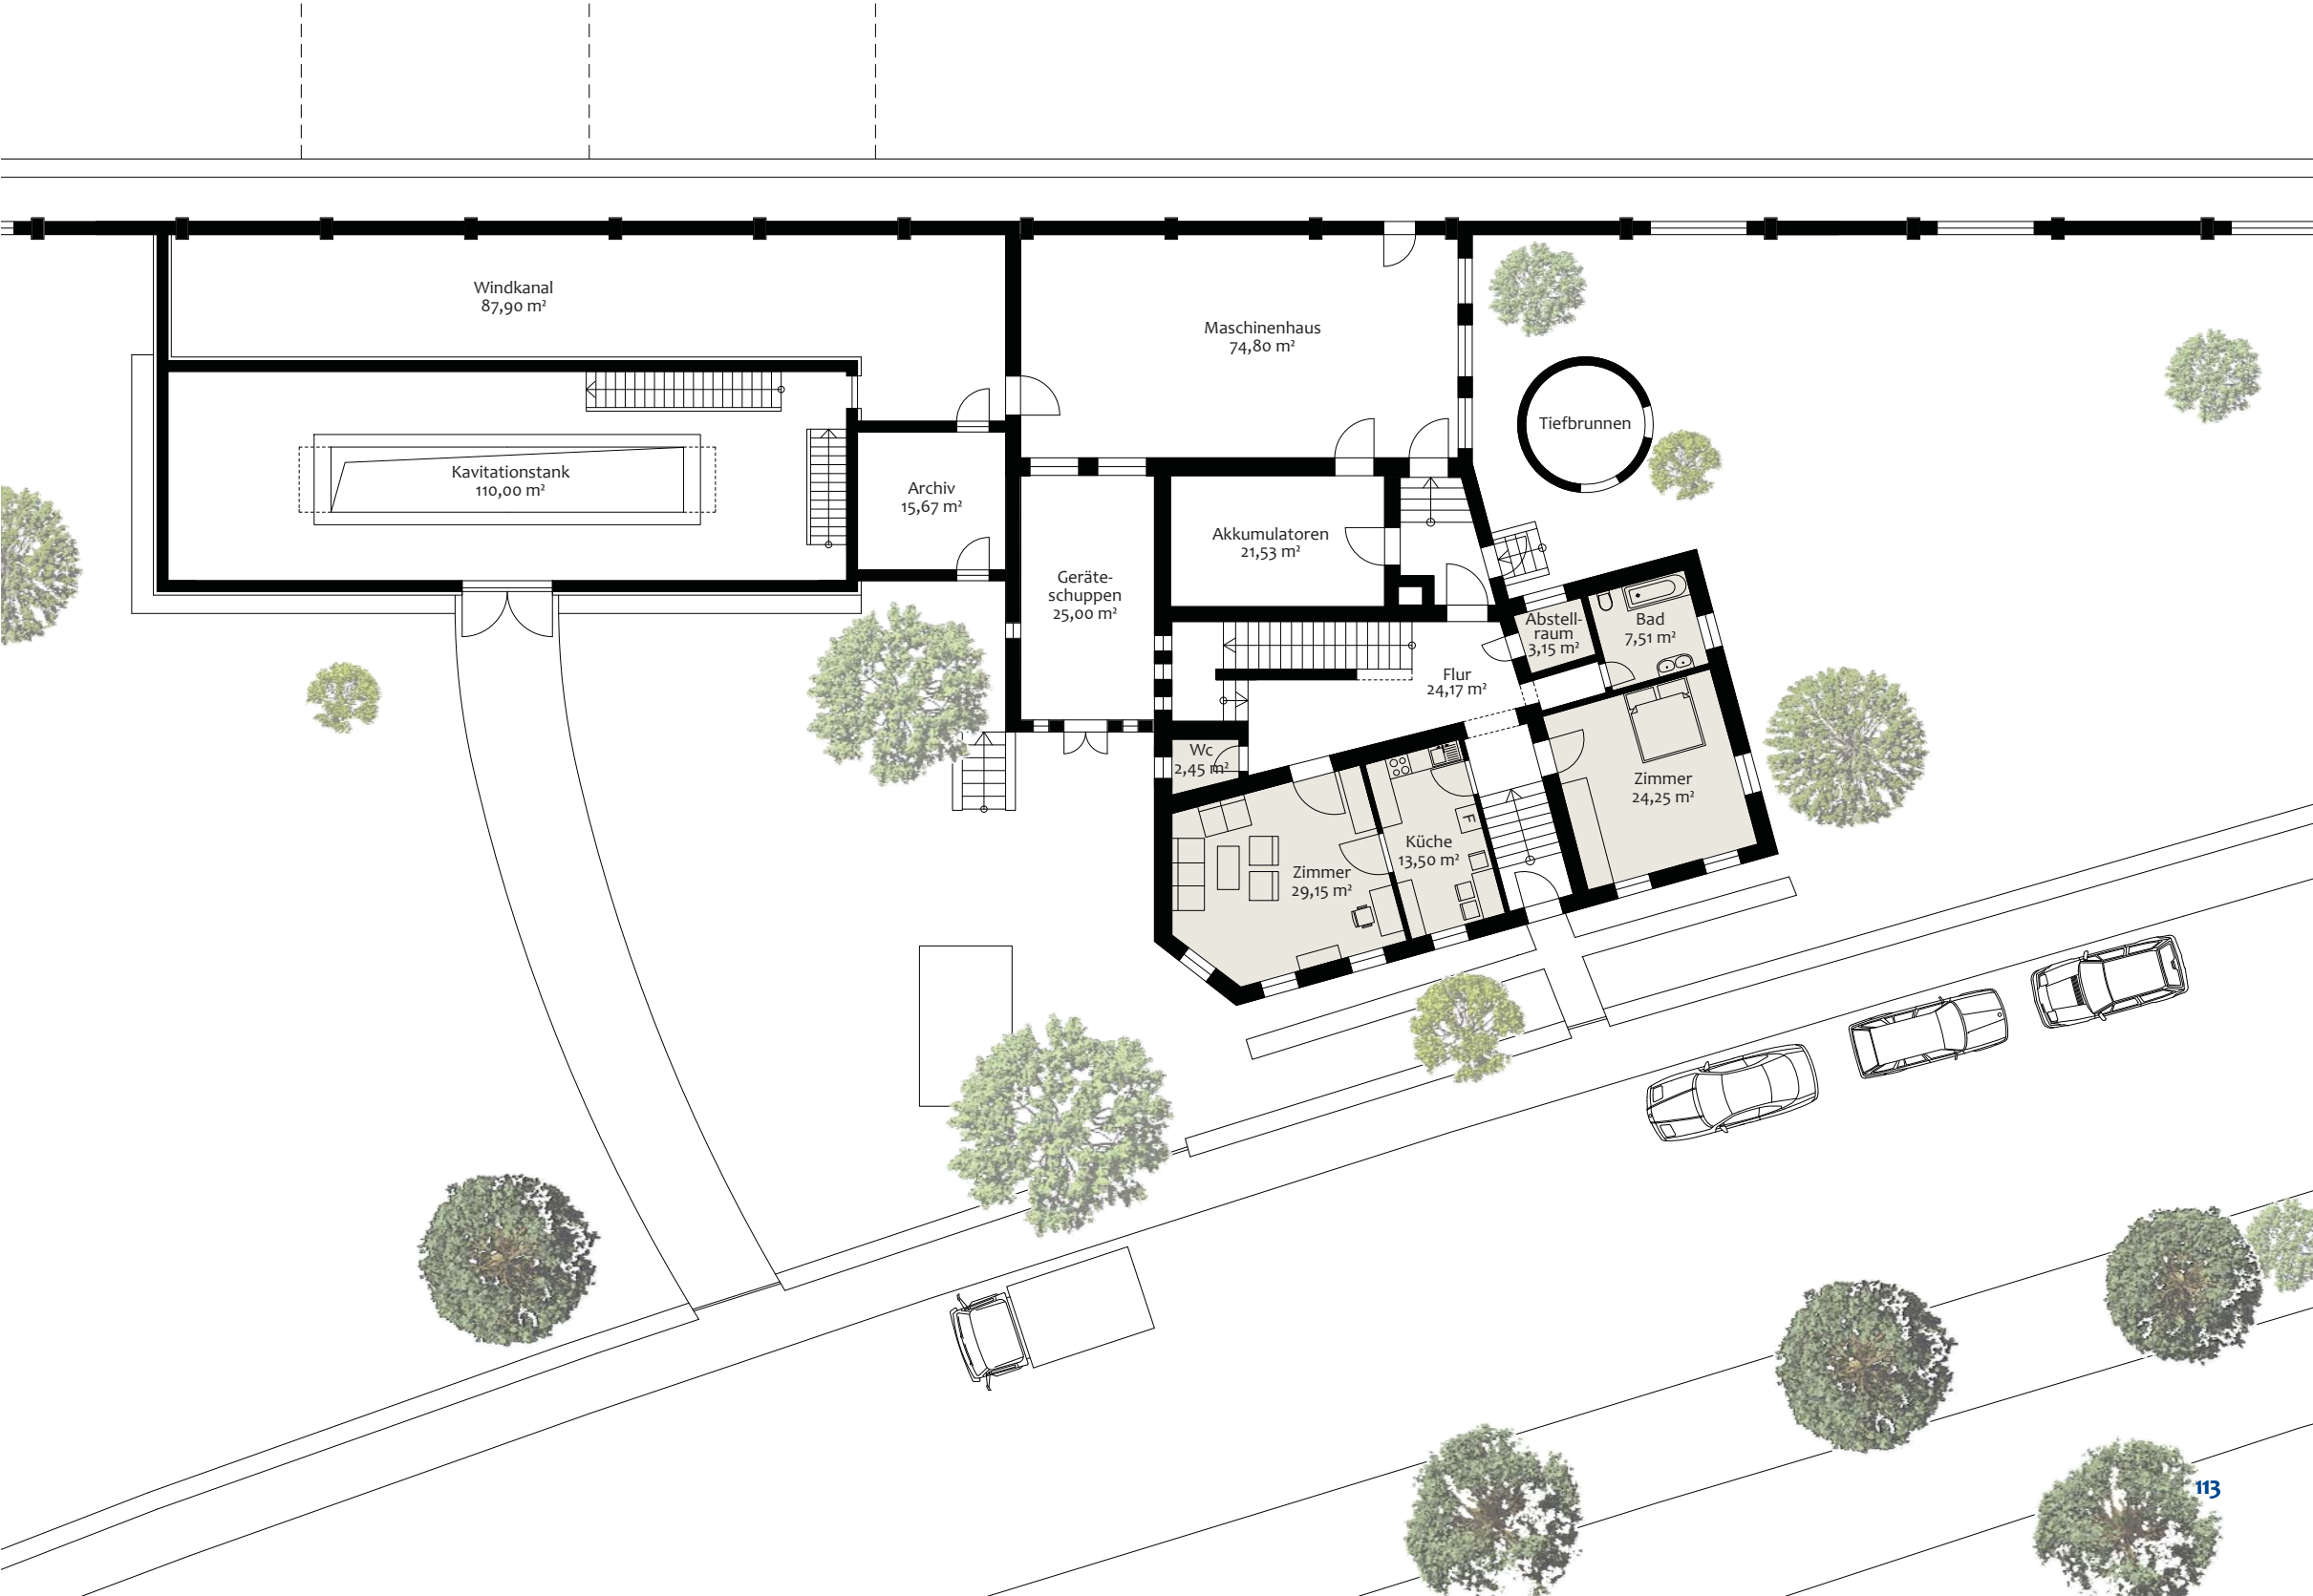 Windkanal
87,90 m²
Maschinenhaus
74,80 m²
Tiefbrunnen
Kavitationstank
110,00 m²
Archiv
15,67 m²
Akkumulatoren
21,53 m²
Geräte-
schuppen
25,00 m²
Abstell-
raum
3,15 m²
Bad
7,51 m²
Flur
24,17 m²
Wc
2,45 m²
Zimmer
24,25 m²
F
Küche
13,50 m²
Zimmer
29,15 m²
113